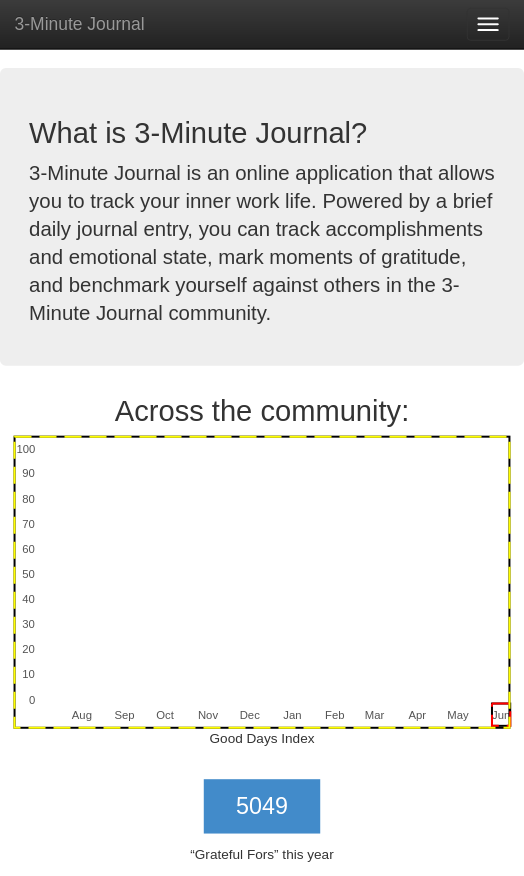 3-Minute Journal
What is 3-Minute Journal?
3-Minute Journal is an online application that allows
you to track your inner work life. Powered by a brief
daily journal entry, you can track accomplishments
and emotional state, mark moments of gratitude,
and benchmark yourself against others in the 3-
Minute Journal community.
Across the community:
100
90
80
70
60
50
40
30
20
10
0
Aug Sep Oct Nov Dec Jan Feb Mar Apr May Jun
Good Days Index
5049
“Grateful Fors” this year